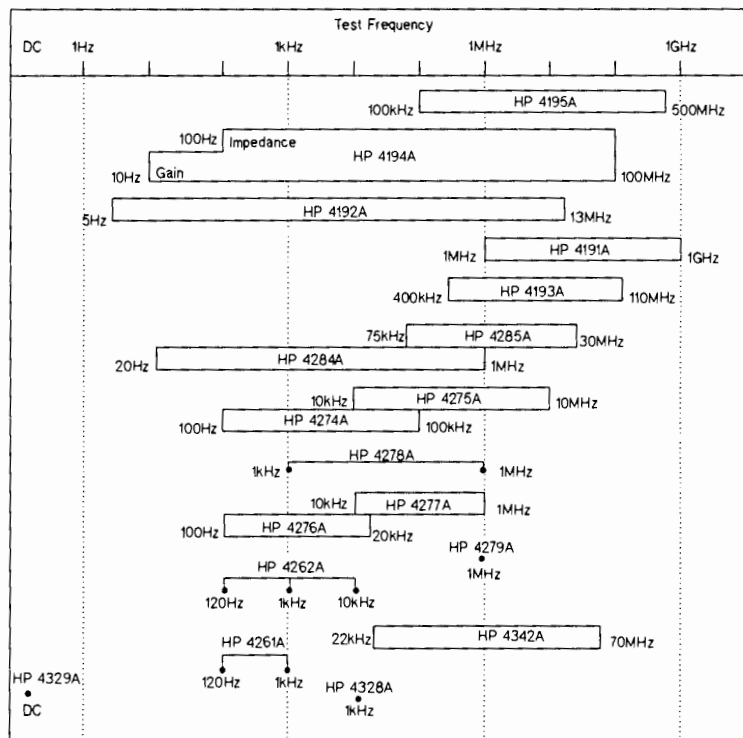 Test Frequency
DC 1Hz 1kHz 1MHz 1GHz
100kHz HP 4195A 500MHz
100Hz Impedance
HP 4194A
10Hz Gain 100MHz
5Hz HP 4192A 13MHz
1MHz HP 4191A 1GHz
400kHz HP 4193A 110MHz
75kHz HP 4285A 30MHz
20Hz HP 4284A 1MHz
10kHz HP 4275A 10MHz
100Hz HP 4274A 100kHz
1kHz HP 4278A 1MHz
10kHz HP 4277A 1MHz
100Hz HP 4276A 20kHz
HP 4279A
1MHz
HP 4262A
120Hz 1kHz 10kHz
22kHz HP 4342A 70MHz
HP 4261A
120Hz 1kHz
HP 4329A
DC
HP 4328A
1kHz